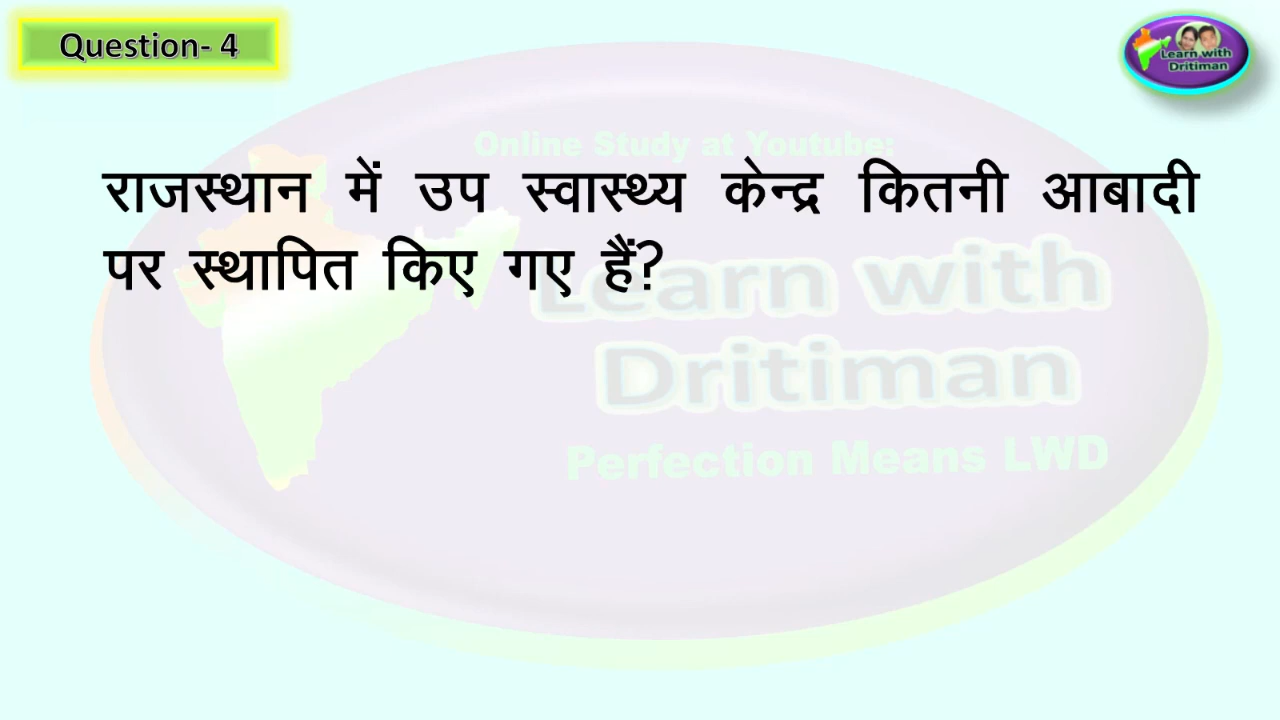 Question- 4
Learn with
Dritiman
Online Study at Youtube:
राजस्थान में उप स्वास्थ्य केन्द्र कितनी आबादी
पर स्थापित किए गए हैं?
Learn with
Dritiman
Perfection Means LWD